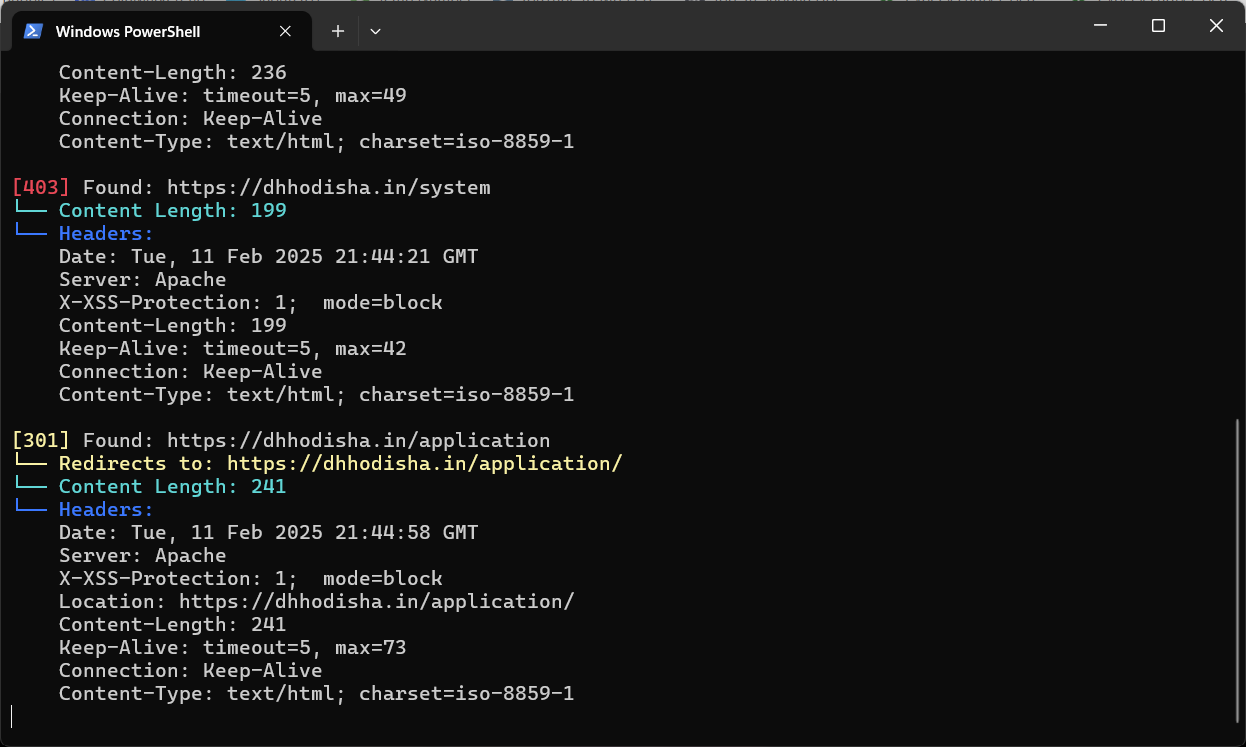 Windows PowerShell
Content-Length: 236
Keep-Alive: timeout=5, max=49
Connection: Keep-Alive
Content-Type: text/html; charset=iso-8859-1
[403] Found: https://dhhodisha.in/system
Content Length: 199
Headers:
Date: Tue, 11 Feb 2025 21:44:21 GMT
Server: Apache
X-XSS-Protection: 1;  mode=block
Content-Length: 199
Keep-Alive: timeout=5, max=42
Connection: Keep-Alive
Content-Type: text/html; charset=iso-8859-1
[301] Found: https://dhhodisha.in/application
Redirects to: https://dhhodisha.in/application/
Content Length: 241
Headers:
Date: Tue, 11 Feb 2025 21:44:58 GMT
Server: Apache
X-XSS-Protection: 1;  mode=block
Location: https://dhhodisha.in/application/
Content-Length: 241
Keep-Alive: timeout=5, max=73
Connection: Keep-Alive
Content-Type: text/html; charset=iso-8859-1